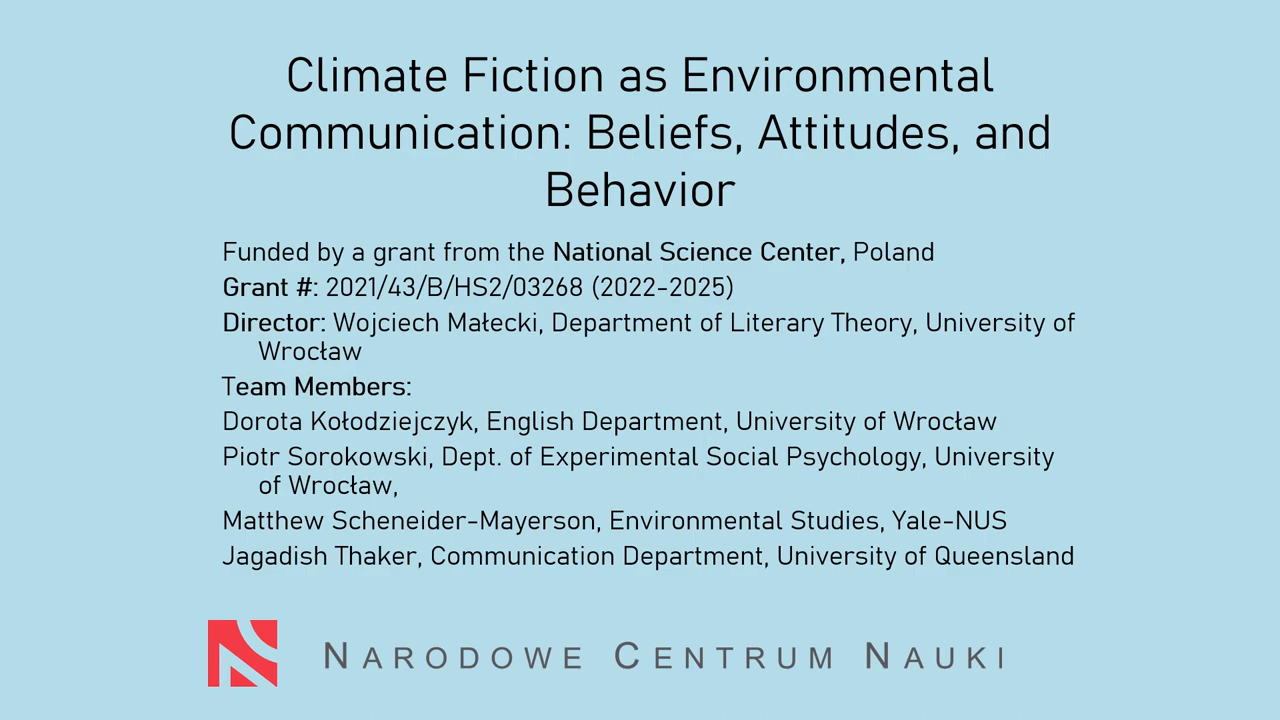 Climate Fiction as Environmental
Communication: Beliefs, Attitudes, and
Behavior
Funded by a grant from the National Science Center, Poland
Grant #: 2021/43/B/HS2/03268 (2022-2025)
Director: Wojciech Małecki, Department of Literary Theory, University of
Wrocław
Team Members:
Dorota Kołodziejczyk, English Department, University of Wrocław
Piotr Sorokowski, Dept. of Experimental Social Psychology, University
of Wrocław,
Matthew Scheneider-Mayerson, Environmental Studies, Yale-NUS
Jagadish Thaker, Communication Department, University of Queensland
NARODOWE CENTRUM NAUKI